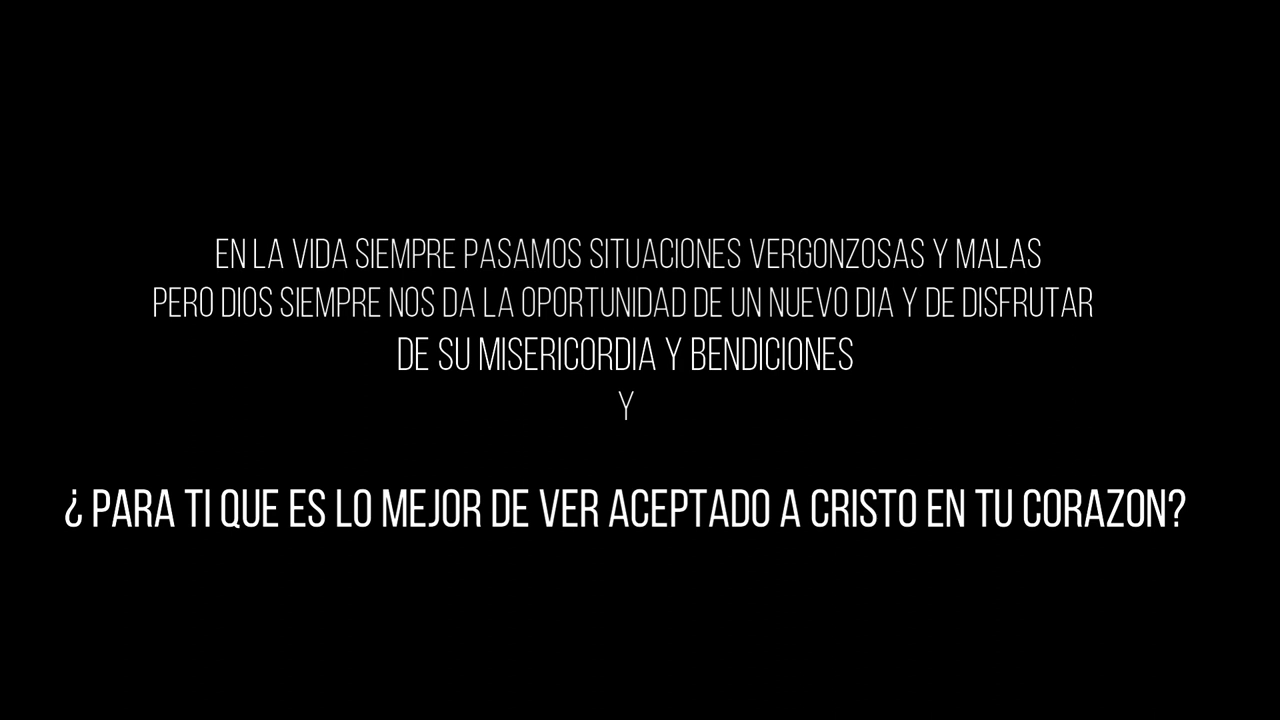 EN LA VIDA SIEMPRE PASAMOS SITUACIONES VERGONZOSAS Y MALAS
PERO DIOS SIEMPRE NOS DA LA OPORTUNIDAD DE UN NUEVO DIA Y DE DISFRUTAR
DE SU MISERICORDIA Y BENDICIONES
Y
¿ PARA TI QUE ES LO MEJOR DE VER ACEPTADO A CRISTO EN TU CORAZON?